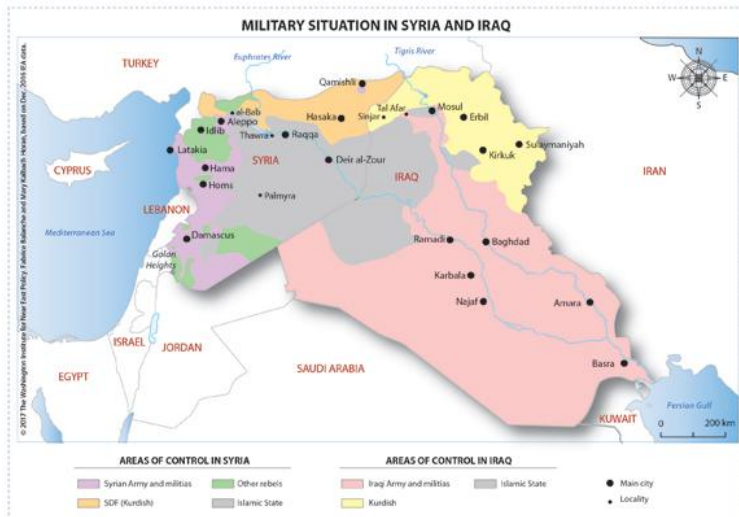 MILITARY SITUATION IN SYRIA AND IRAQ
Euphrates River
Tigris River
TURKEY
N
W
E
S
Qamishli
al-Bab
Aleppo
Idlib
Hasaka
Tal Afar
Sinjar
Mosul
Erbil
Thawra
Raqqa
Latakia
SYRIA
Kirkuk
Sulaymaniyah
Deir al-Zour
Hama
CYPRUS
IRAQ
IRAN
Homs
Palmyra
LEBANON
Mediterranean Sea
Damascus
Ramadi
Baghdad
Golan
Heights
Karbala
Najaf
Amara
ISRAEL
JORDAN
SAUDI ARABIA
EGYPT
Basra
KUWAIT
Persian Gulf
0
200 km
© 2017 The Washington Institute for Near East Policy. Fabrice Balanche and Mary Kalbach Horan, based on Dec. 2016 IEA data.
AREAS OF CONTROL IN SYRIA
Syrian Army and militias
Other rebels
SDF (Kurdish)
Islamic State
AREAS OF CONTROL IN IRAQ
Iraqi Army and militias
Islamic State
Kurdish
Main city
Locality